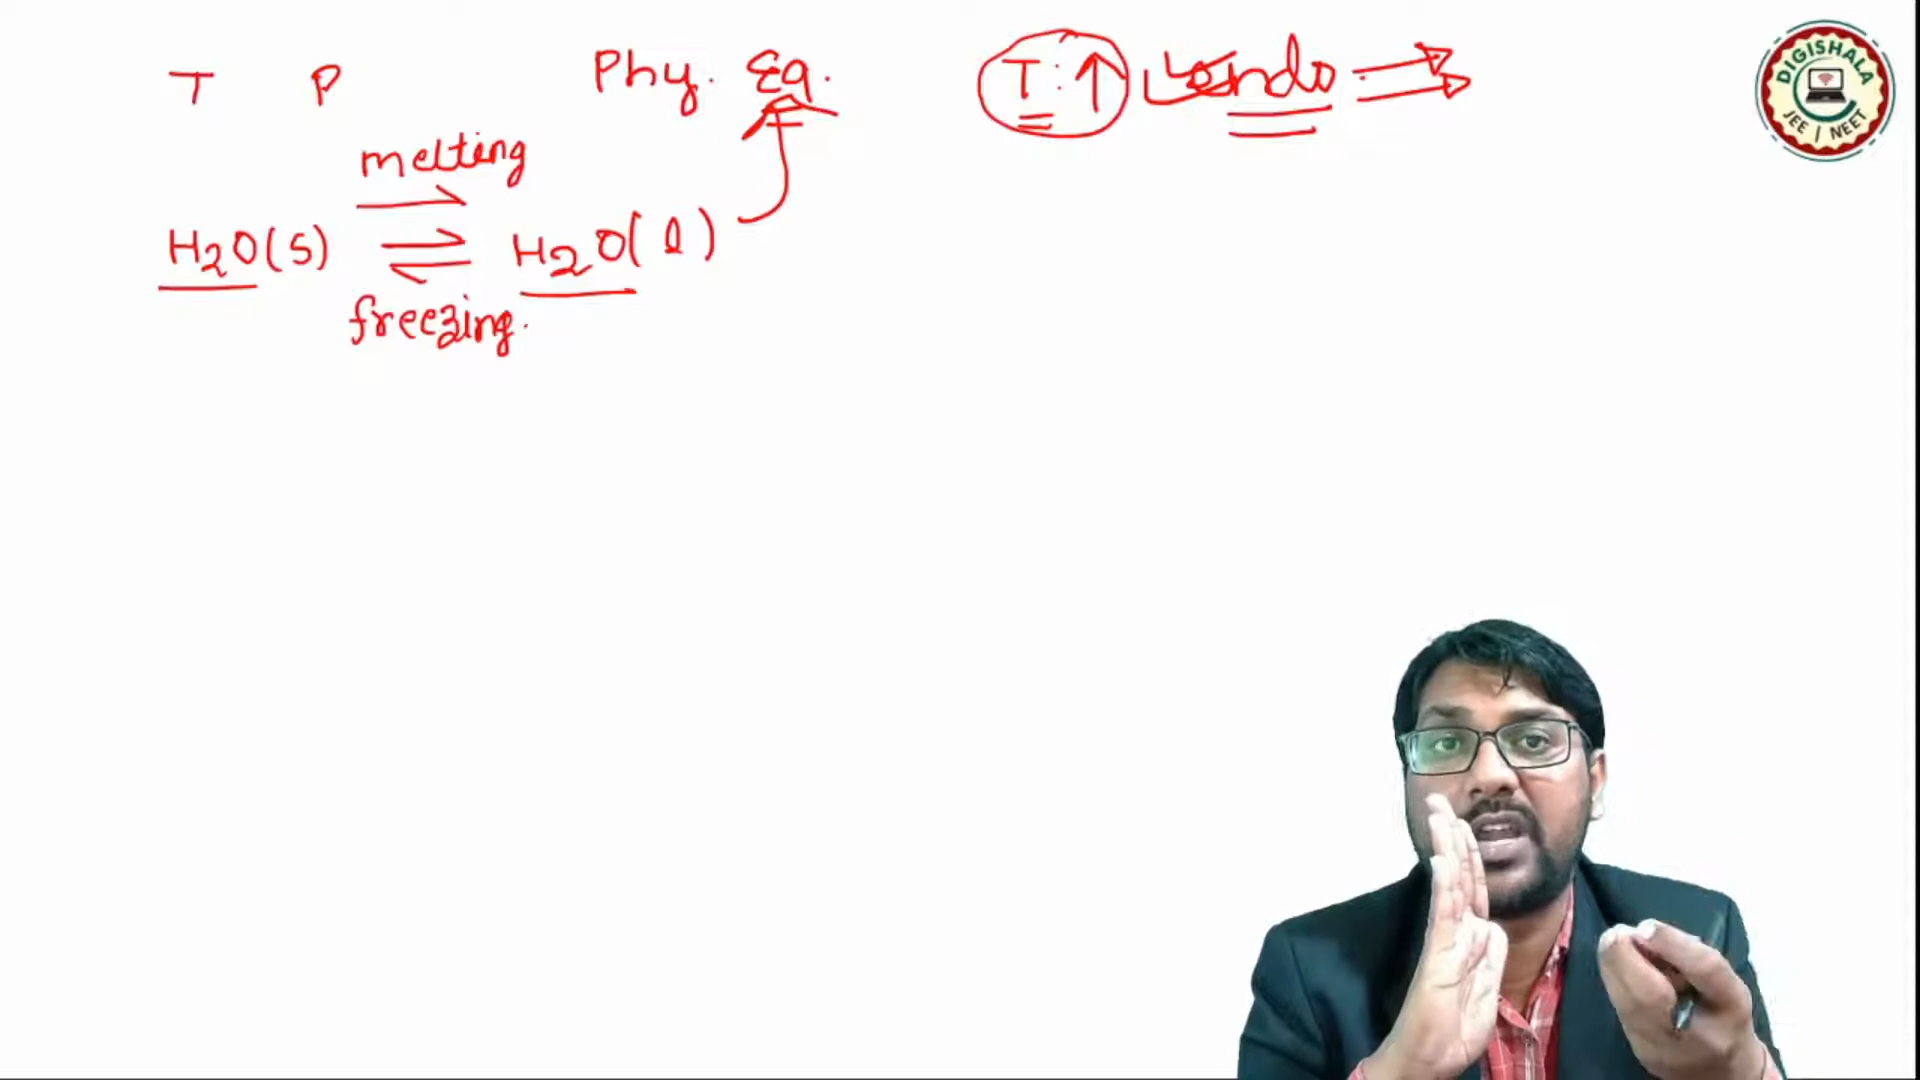 T P Phy. Eq. T: ↑ endo
melting
H2O(s) ⇌ H2O(l)
freezing.
DIGISHALA
JEE | NEET